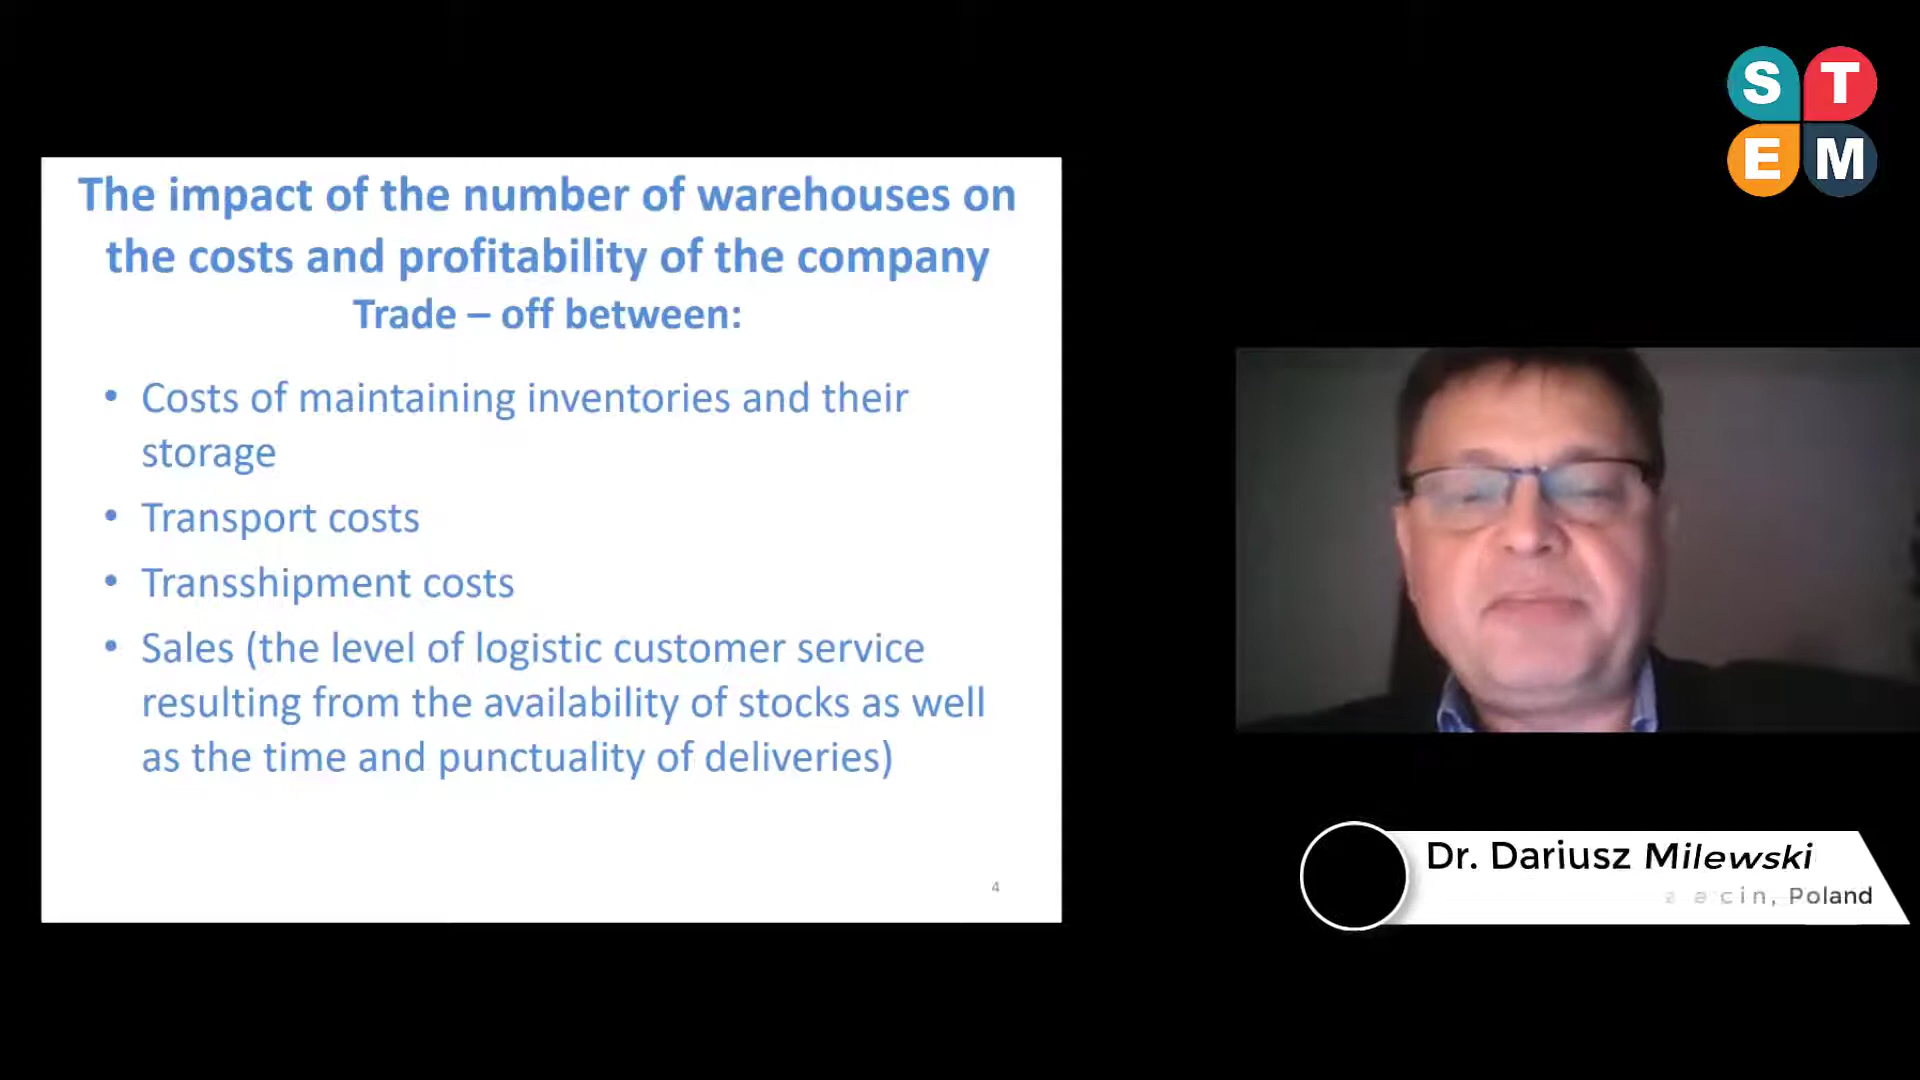 The impact of the number of warehouses on
the costs and profitability of the company
Trade – off between:
• Costs of maintaining inventories and their
storage
• Transport costs
• Transshipment costs
• Sales (the level of logistic customer service
resulting from the availability of stocks as well
as the time and punctuality of deliveries)
4
S T
E M
Dr. Dariusz Milewski
Poland